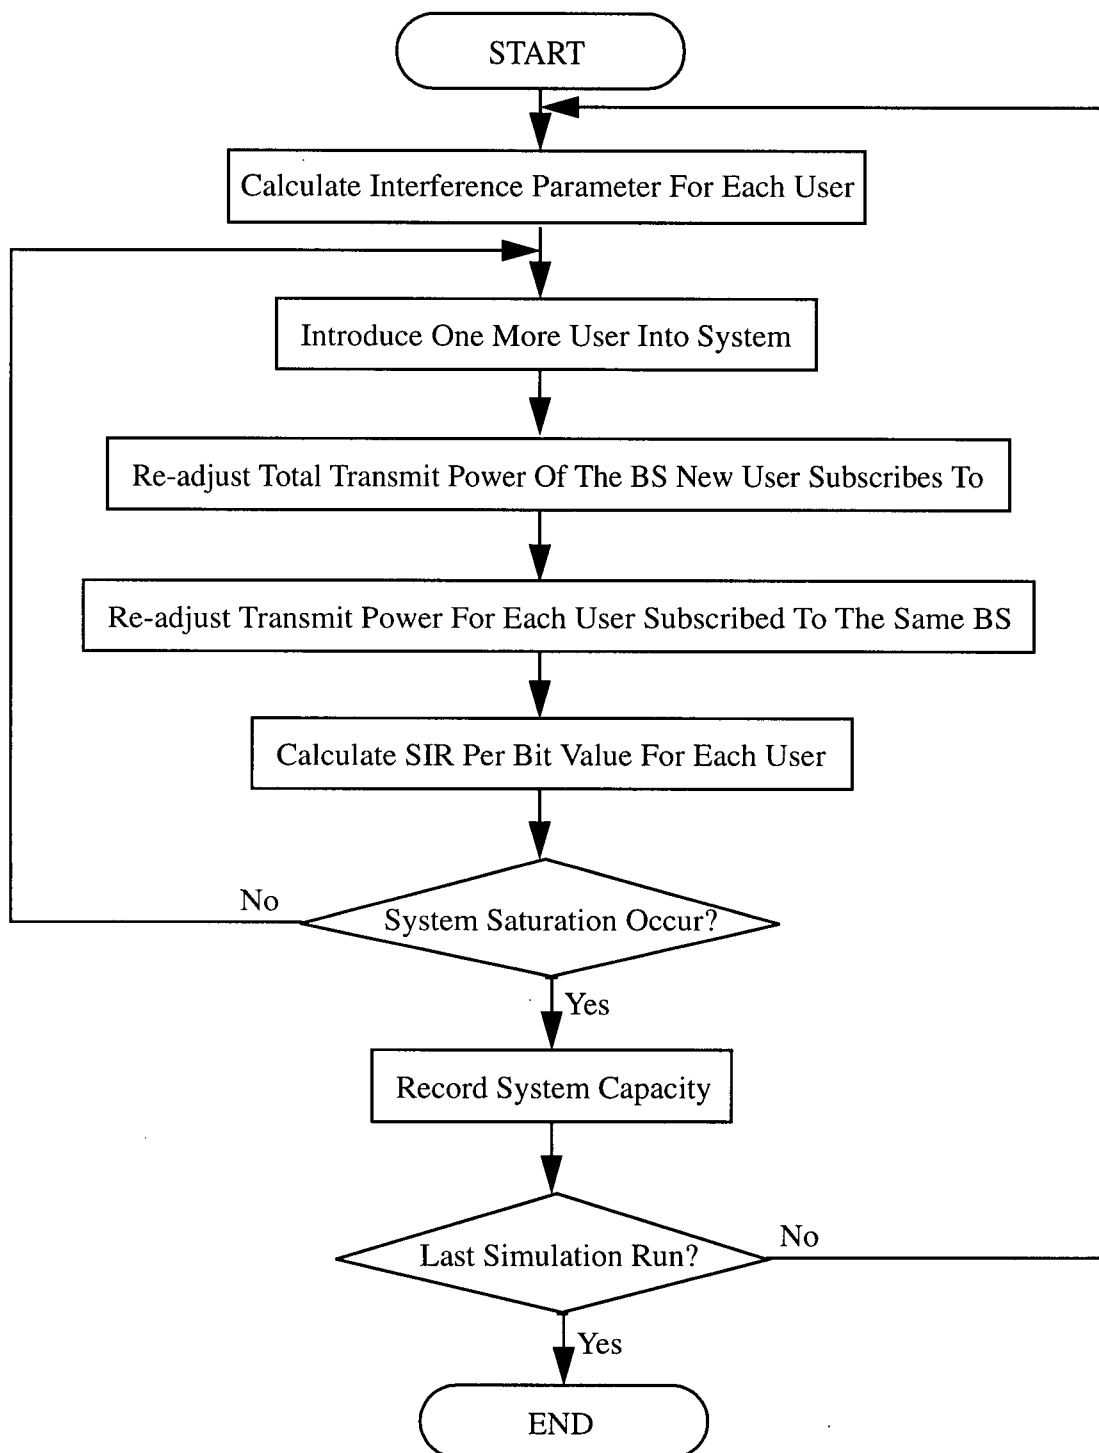 START
Calculate Interference Parameter For Each User
Introduce One More User Into System
Re-adjust Total Transmit Power Of The BS New User Subscribes To
Re-adjust Transmit Power For Each User Subscribed To The Same BS
Calculate SIR Per Bit Value For Each User
No
System Saturation Occur?
Yes
Record System Capacity
No
Last Simulation Run?
Yes
END